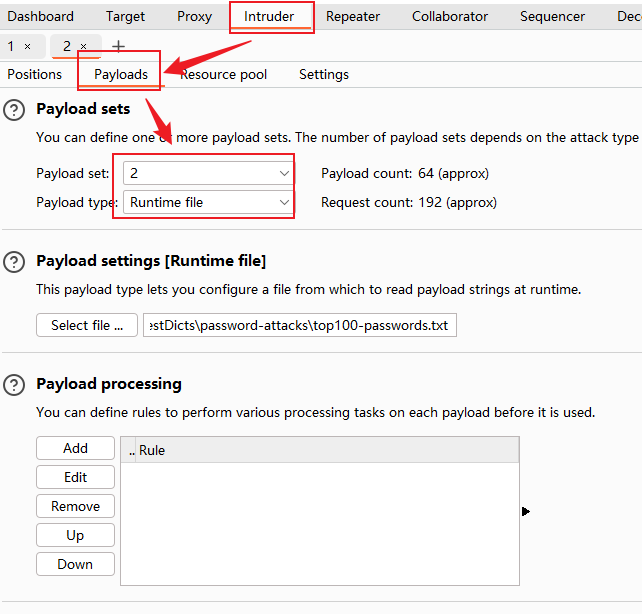 Dashboard Target Proxy Intruder Repeater Collaborator Sequencer Dec
1 × 2 × +
Positions Payloads Resource pool Settings
? Payload sets
You can define one or more payload sets. The number of payload sets depends on the attack type
Payload set: 2 Payload count: 64 (approx)
Payload type: Runtime file Request count: 192 (approx)
? Payload settings [Runtime file]
This payload type lets you configure a file from which to read payload strings at runtime.
Select file ... estDicts\password-attacks\top100-passwords.txt
? Payload processing
You can define rules to perform various processing tasks on each payload before it is used.
Add .. Rule
Edit
Remove
Up
Down